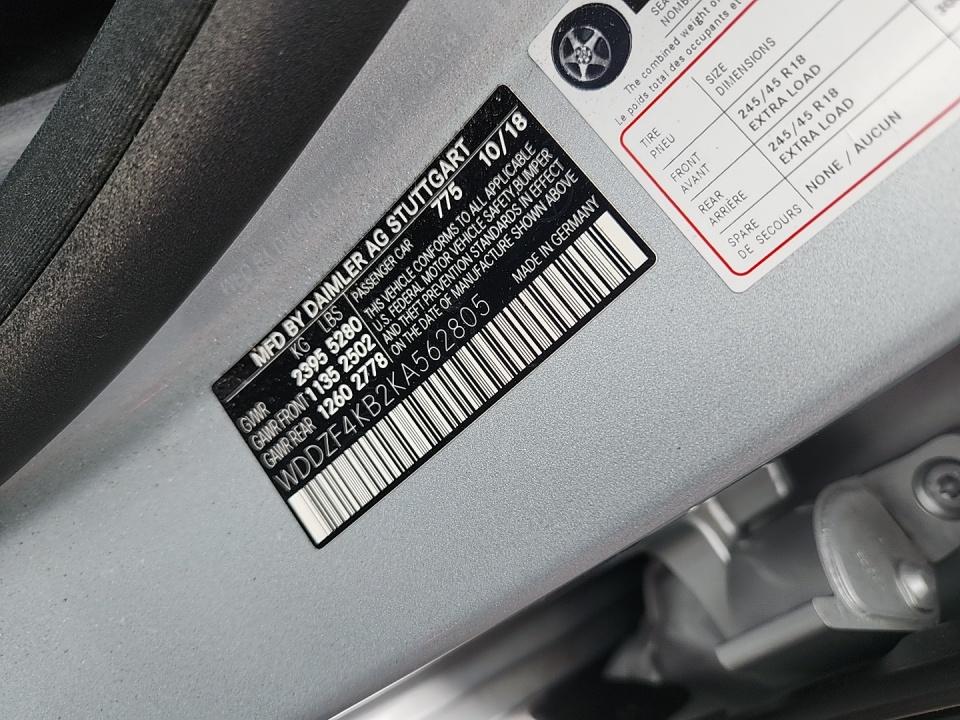 MFD BY DAIMLER AG STUTTGART
KG LBS PASSENGER CAR 775 10/18
GVWR 2395 5280
GAWR FRONT 1135 2502
GAWR REAR 1260 2778
THIS VEHICLE CONFORMS TO ALL APPLICABLE
U.S. FEDERAL MOTOR VEHICLE SAFETY, BUMPER
AND THEFT PREVENTION STANDARDS IN EFFECT
ON THE DATE OF MANUFACTURE SHOWN ABOVE
WDDZF4KB2KA562805 MADE IN GERMANY
The combined weight of
Le poids total des occupants et
TIRE
PNEU
SIZE
DIMENSIONS
FRONT
AVANT
245/45 R18
EXTRA LOAD
REAR
ARRIÈRE
245/45 R18
EXTRA LOAD
SPARE
DE SECOURS
NONE / AUCUN